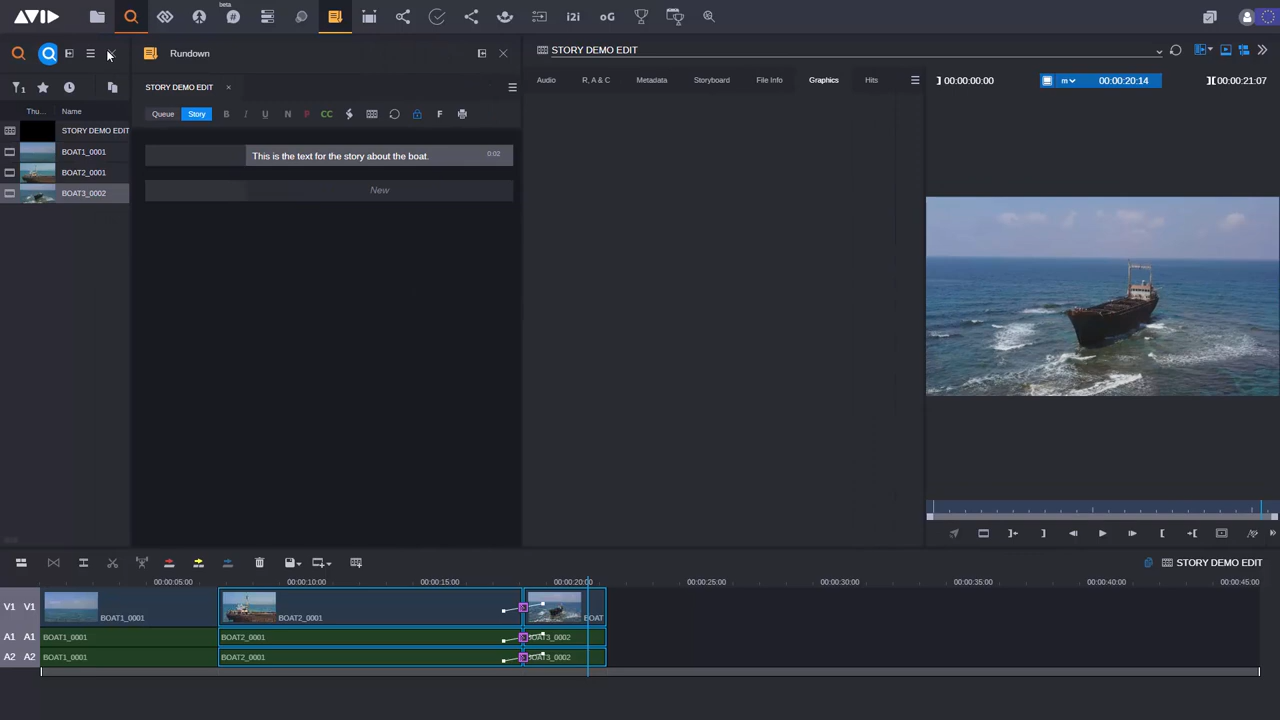 AVID
beta
i2i
oG
Rundown
STORY DEMO EDIT
STORY DEMO EDIT
Audio
R, A & C
Metadata
Storyboard
File Info
Graphics
Hits
00:00:00:00
m
00:00:20:14
00:00:21:07
Thu...
Name
STORY DEMO EDIT
BOAT1_0001
BOAT2_0001
BOAT3_0002
Queue
Story
B
I
U
N
P
CC
F
This is the text for the story about the boat.
0:02
New
STORY DEMO EDIT
00:00:05:00
00:00:10:00
00:00:15:00
00:00:20:00
00:00:25:00
00:00:30:00
00:00:35:00
00:00:40:00
00:00:45:00
V1 V1
BOAT1_0001
BOAT2_0001
BOAT
A1 A1
BOAT1_0001
BOAT2_0001
BOAT3_0002
A2 A2
BOAT1_0001
BOAT2_0001
BOAT3_0002